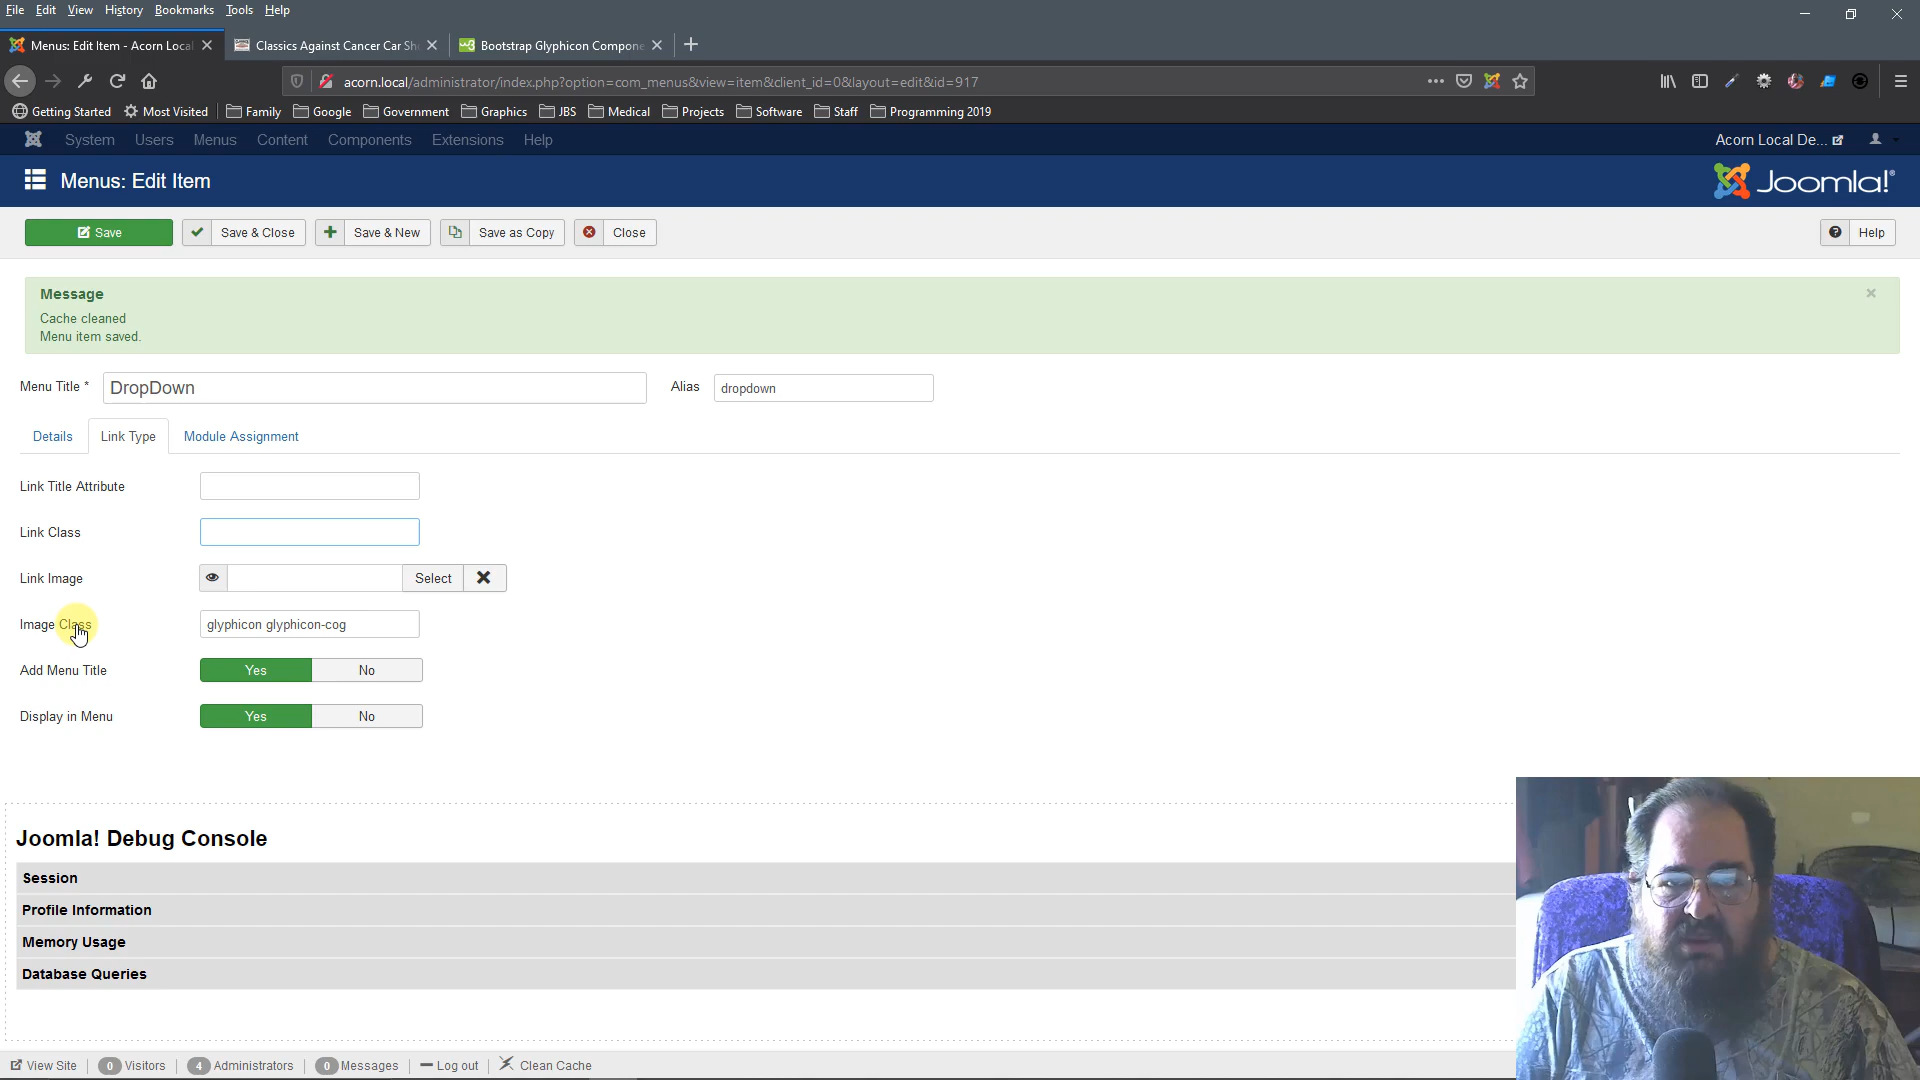 File Edit View History Bookmarks Tools Help
Menus: Edit Item - Acorn Local
Classics Against Cancer Car Sh
Bootstrap Glyphicon Compone
acorn.local/administrator/index.php?option=com_menus&view=item&client_id=0&layout=edit&id=917
Getting Started Most Visited Family Google Government Graphics JBS Medical Projects Software Staff Programming 2019
System Users Menus Content Components Extensions Help
Acorn Local De...
Menus: Edit Item
Joomla!®
Save
Save & Close
Save & New
Save as Copy
Close
Help
Message
Cache cleaned
Menu item saved.
Menu Title * DropDown
Alias dropdown
Details Link Type Module Assignment
Link Title Attribute
Link Class
Link Image Select
Image Class glyphicon glyphicon-cog
Add Menu Title Yes No
Display in Menu Yes No
Joomla! Debug Console
Session
Profile Information
Memory Usage
Database Queries
View Site 0 Visitors 4 Administrators 0 Messages Log out Clean Cache